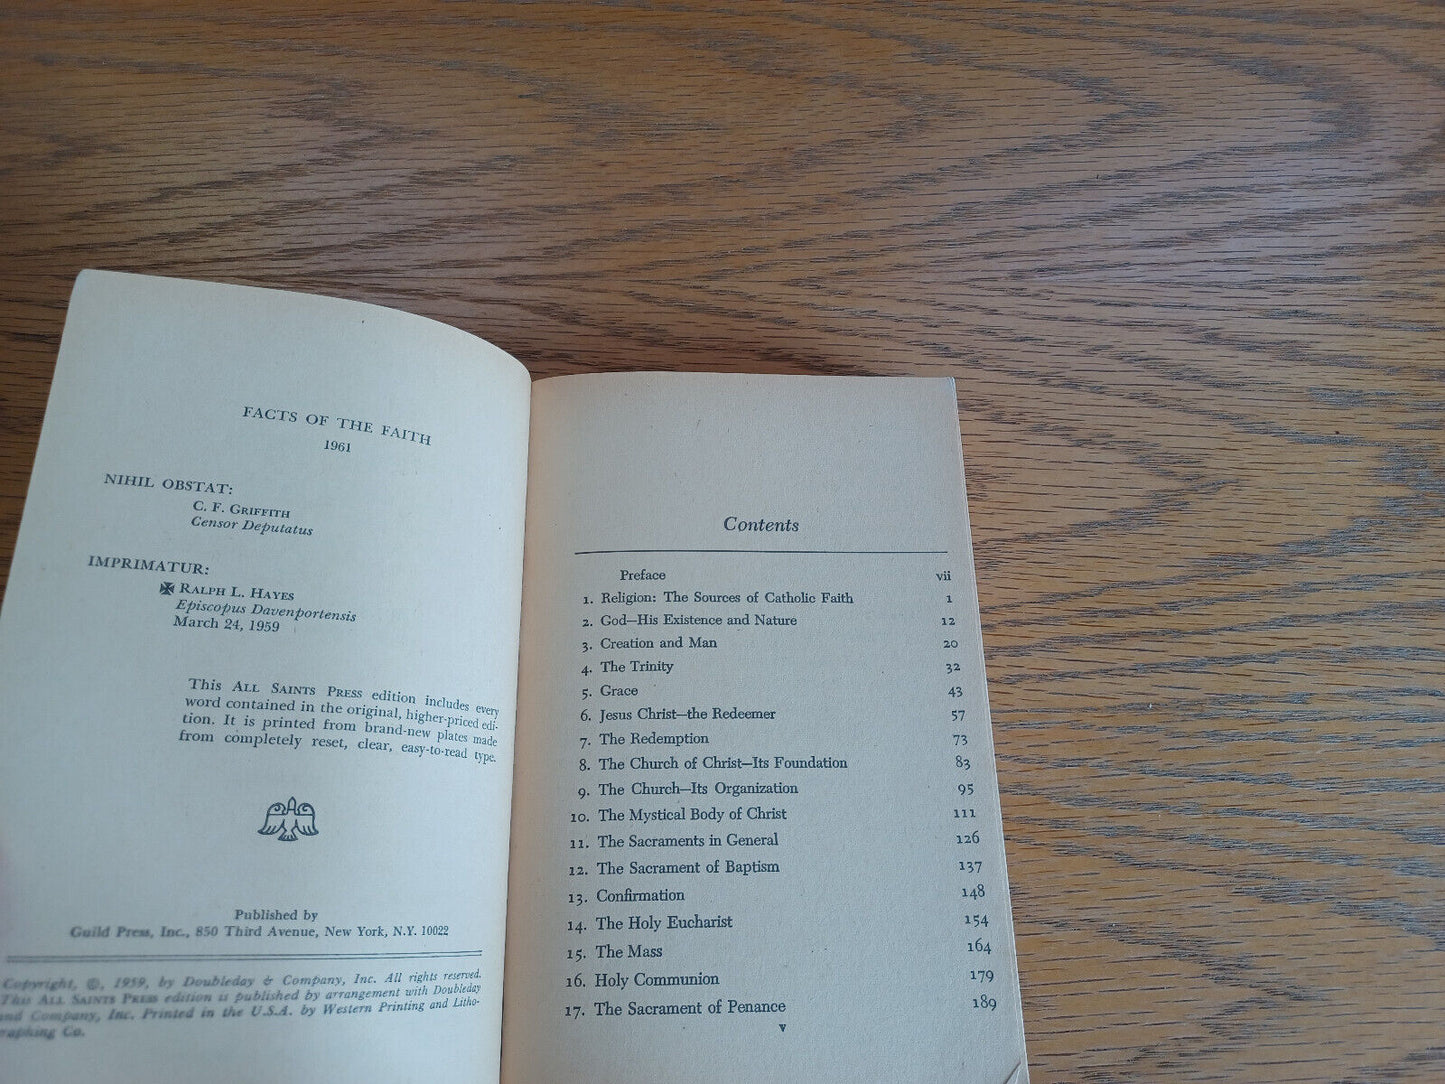 FACTS OF THE FAITH
1961
NIHIL OBSTAT:
C. F. GRIFFITH
Censor Deputatus
IMPRIMATUR:
✠ RALPH L. HAYES
Episcopus Davenportensis
March 24, 1959
This ALL SAINTS PRESS edition includes every
word contained in the original, higher-priced edi-
tion. It is printed from brand-new plates made
from completely reset, clear, easy-to-read type.
Published by
Guild Press, Inc., 850 Third Avenue, New York, N.Y. 10022
Copyright, ©, 1959, by Doubleday & Company, Inc. All rights reserved.
This ALL SAINTS PRESS edition is published by arrangement with Doubleday
and Company, Inc. Printed in the U.S.A. by Western Printing and Litho-
graphing Co.
Contents
Preface vii
1. Religion: The Sources of Catholic Faith 1
2. God—His Existence and Nature 12
3. Creation and Man 20
4. The Trinity 32
5. Grace 43
6. Jesus Christ—the Redeemer 57
7. The Redemption 73
8. The Church of Christ—Its Foundation 83
9. The Church—Its Organization 95
10. The Mystical Body of Christ 111
11. The Sacraments in General 126
12. The Sacrament of Baptism 137
13. Confirmation 148
14. The Holy Eucharist 154
15. The Mass 164
16. Holy Communion 179
17. The Sacrament of Penance 189
v